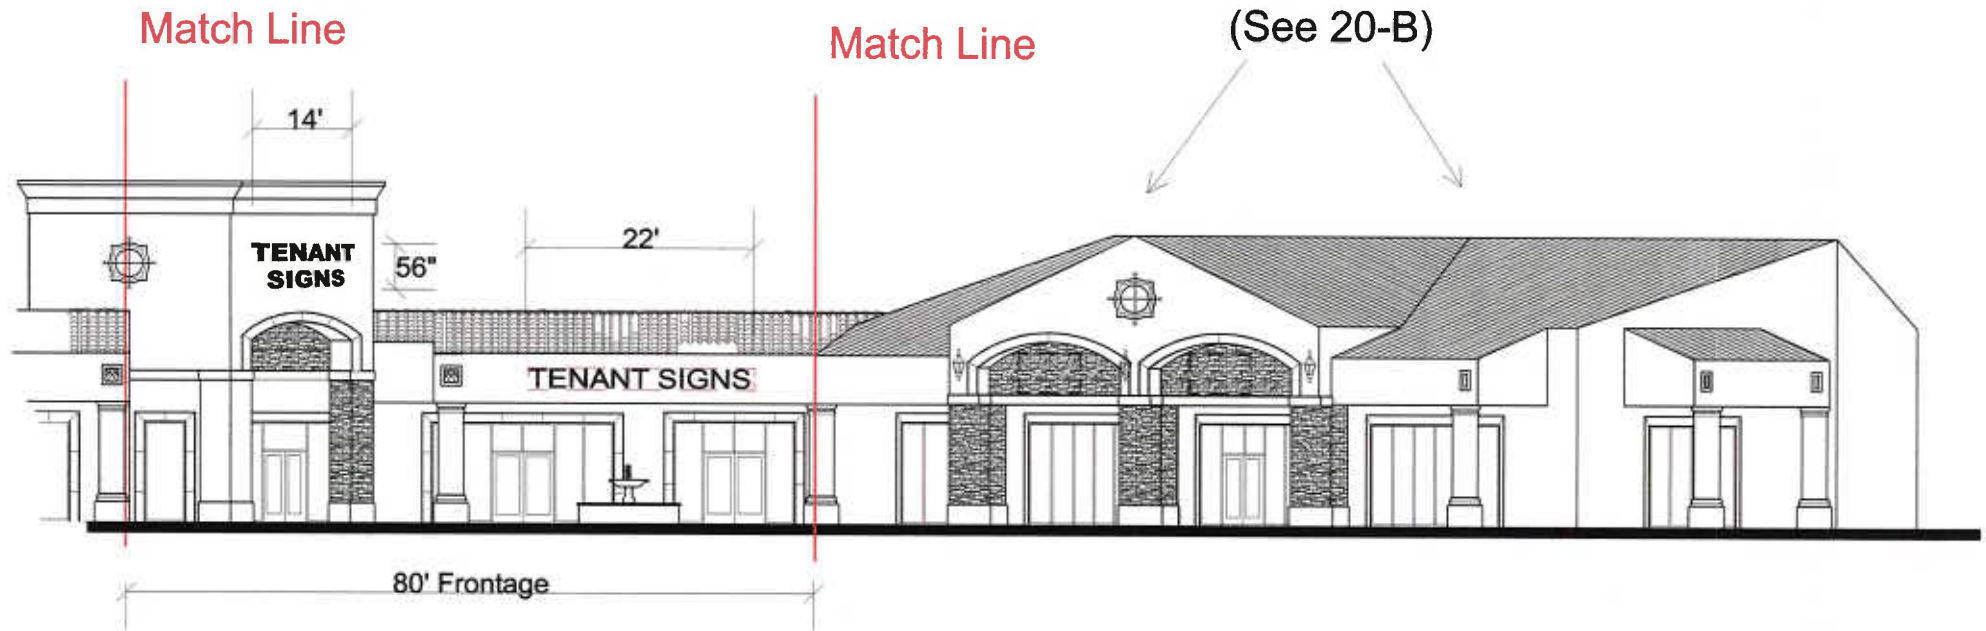 Match Line
Match Line
(See 20-B)
14'
22'
56"
TENANT
SIGNS
TENANT SIGNS
80' Frontage